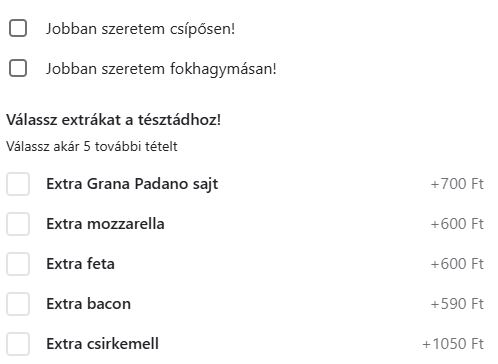 Jobban szeretem csípősen!
Jobban szeretem fokhagymásan!
Válassz extrákat a tésztádhoz!
Válassz akár 5 további tételt
Extra Grana Padano sajt +700 Ft
Extra mozzarella +600 Ft
Extra feta +600 Ft
Extra bacon +590 Ft
Extra csirkemell +1050 Ft